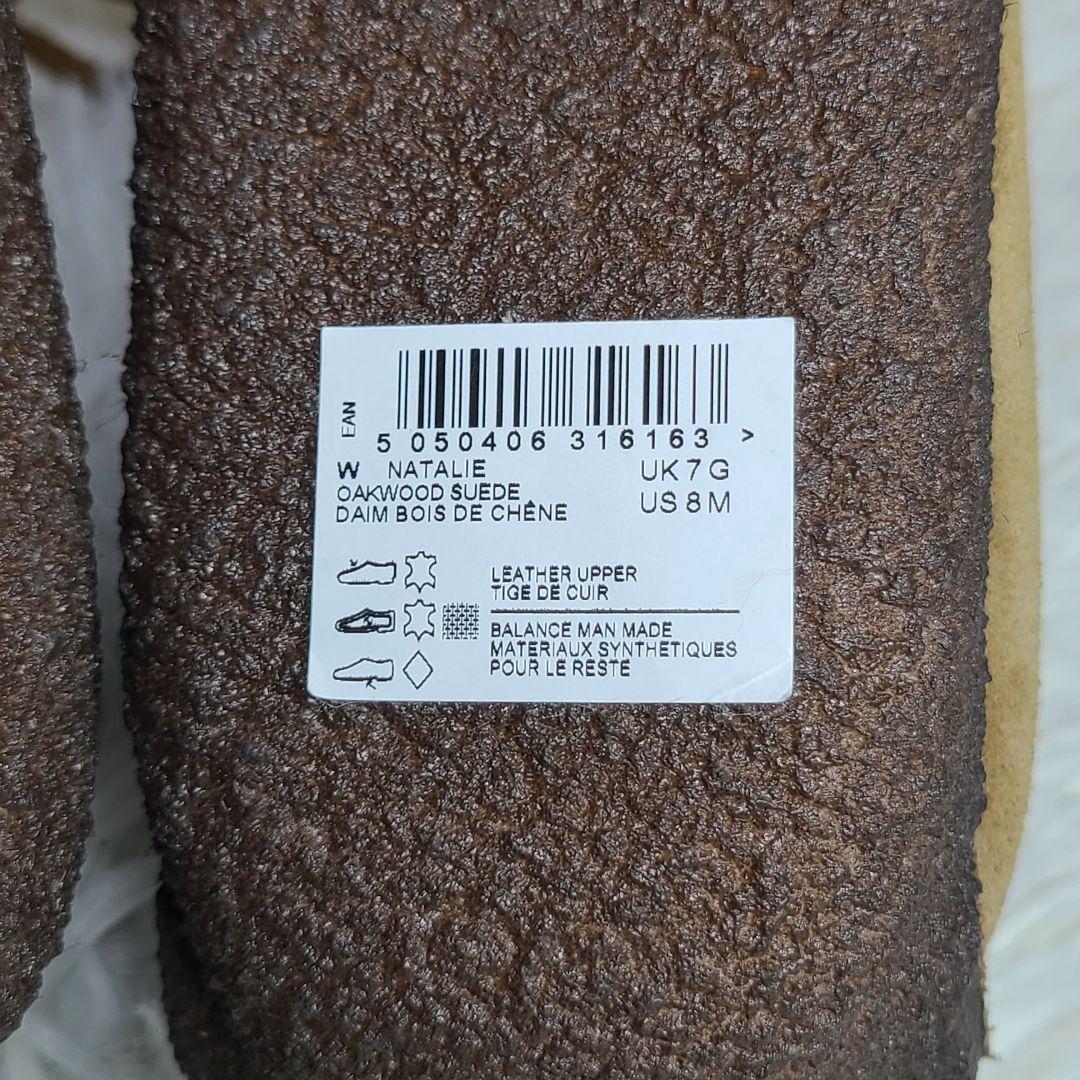 EAN
5 050406 316163 >
W NATALIE UK 7 G
OAKWOOD SUEDE US 8 M
DAIM BOIS DE CHÊNE
LEATHER UPPER
TIGE DE CUIR
BALANCE MAN MADE
MATERIAUX SYNTHETIQUES
POUR LE RESTE